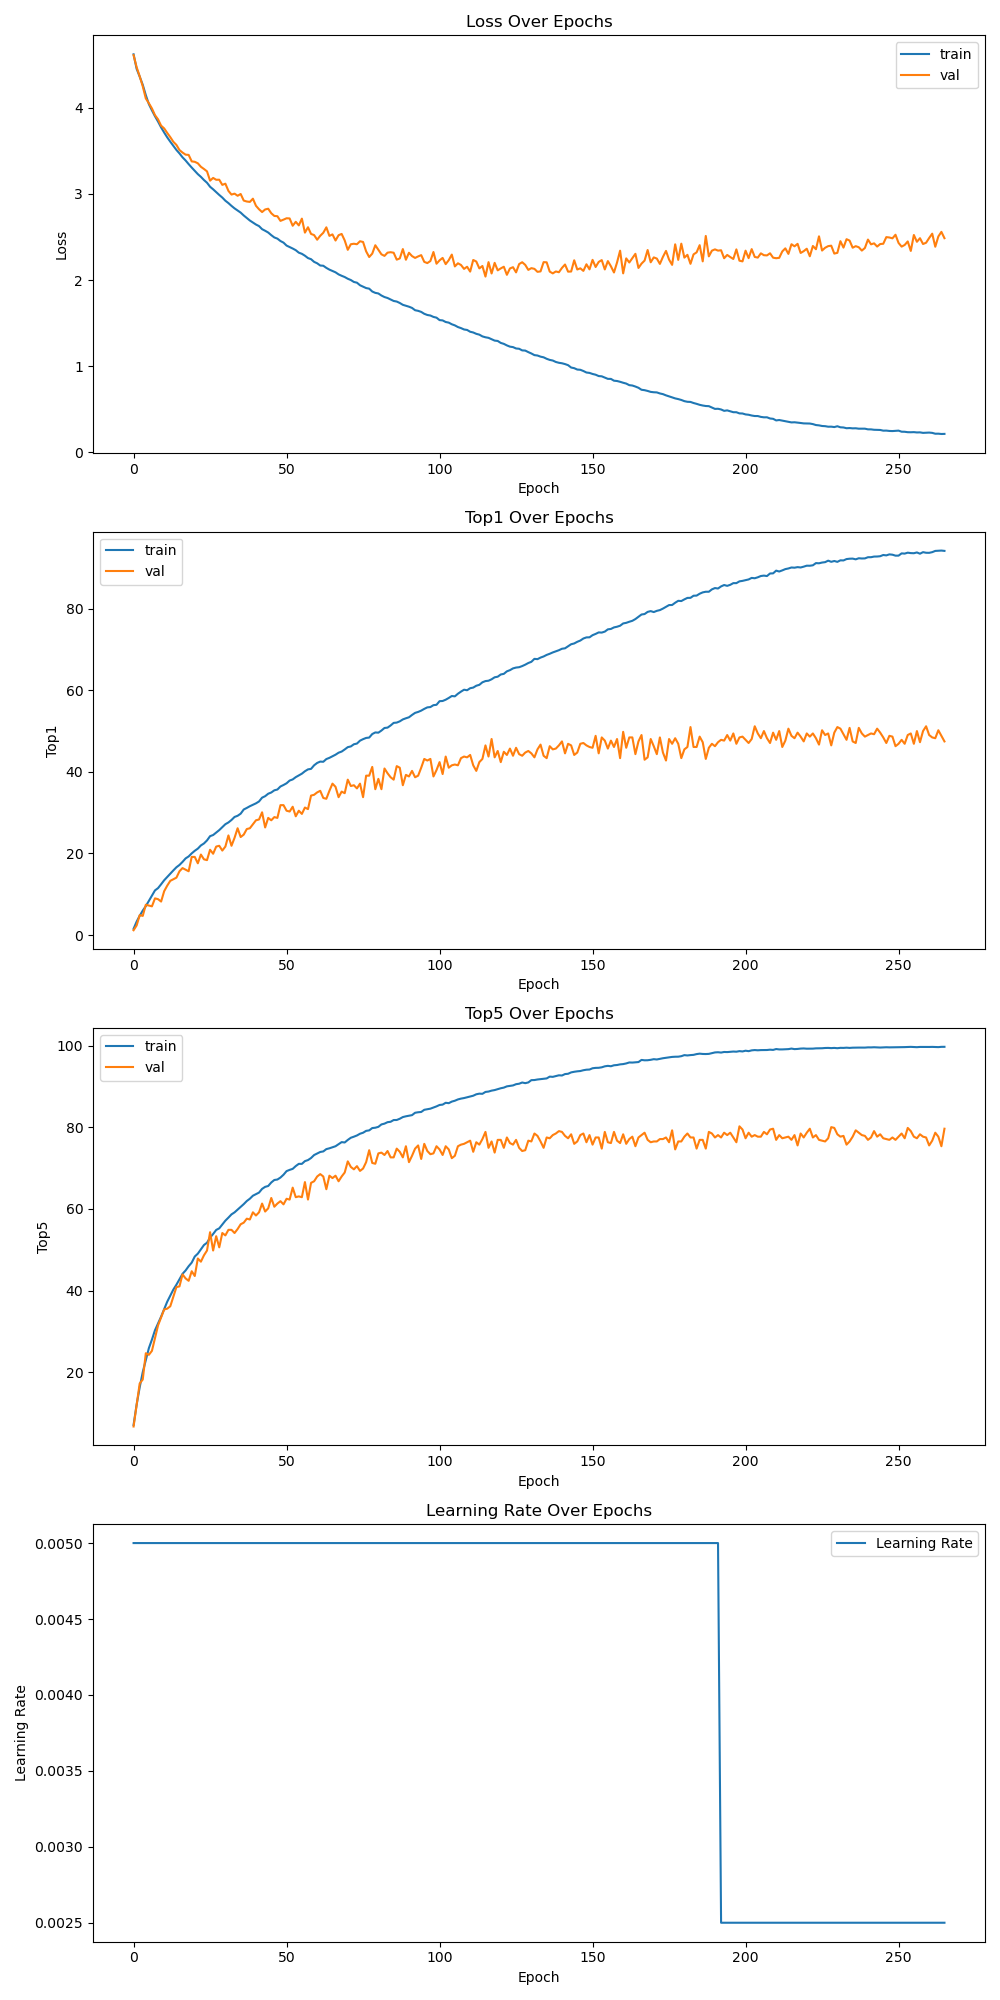 Loss Over Epochs
train
val
4
3
2
1
0
Loss
0 50 100 150 200 250
Epoch
Top1 Over Epochs
train
val
80
60
40
20
0
Top1
0 50 100 150 200 250
Epoch
Top5 Over Epochs
train
val
100
80
60
40
20
Top5
0 50 100 150 200 250
Epoch
Learning Rate Over Epochs
Learning Rate
0.0050
0.0045
0.0040
0.0035
0.0030
0.0025
Learning Rate
0 50 100 150 200 250
Epoch